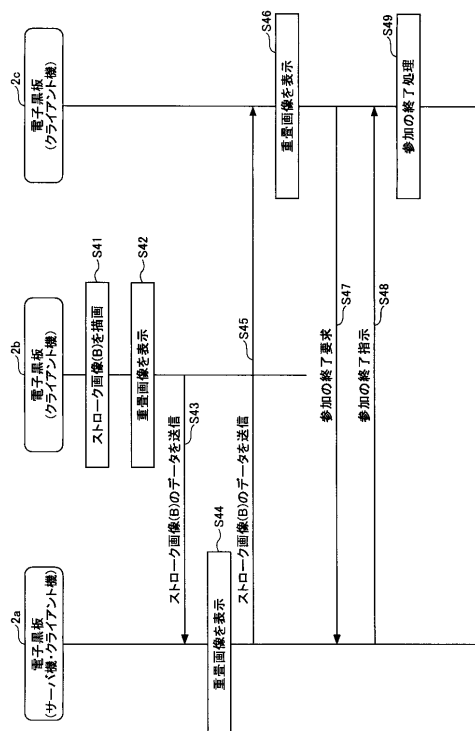 2a
電子黒板
(サーバ機・クライアント機)
2b
電子黒板
(クライアント機)
2c
電子黒板
(クライアント機)
ストローク画像(B)を描画
S41
重畳画像を表示
S42
ストローク画像(B)のデータを送信
S43
重畳画像を表示
S44
ストローク画像(B)のデータを送信
S45
重畳画像を表示
S46
参加の終了要求
S47
参加の終了指示
S48
参加の終了処理
S49